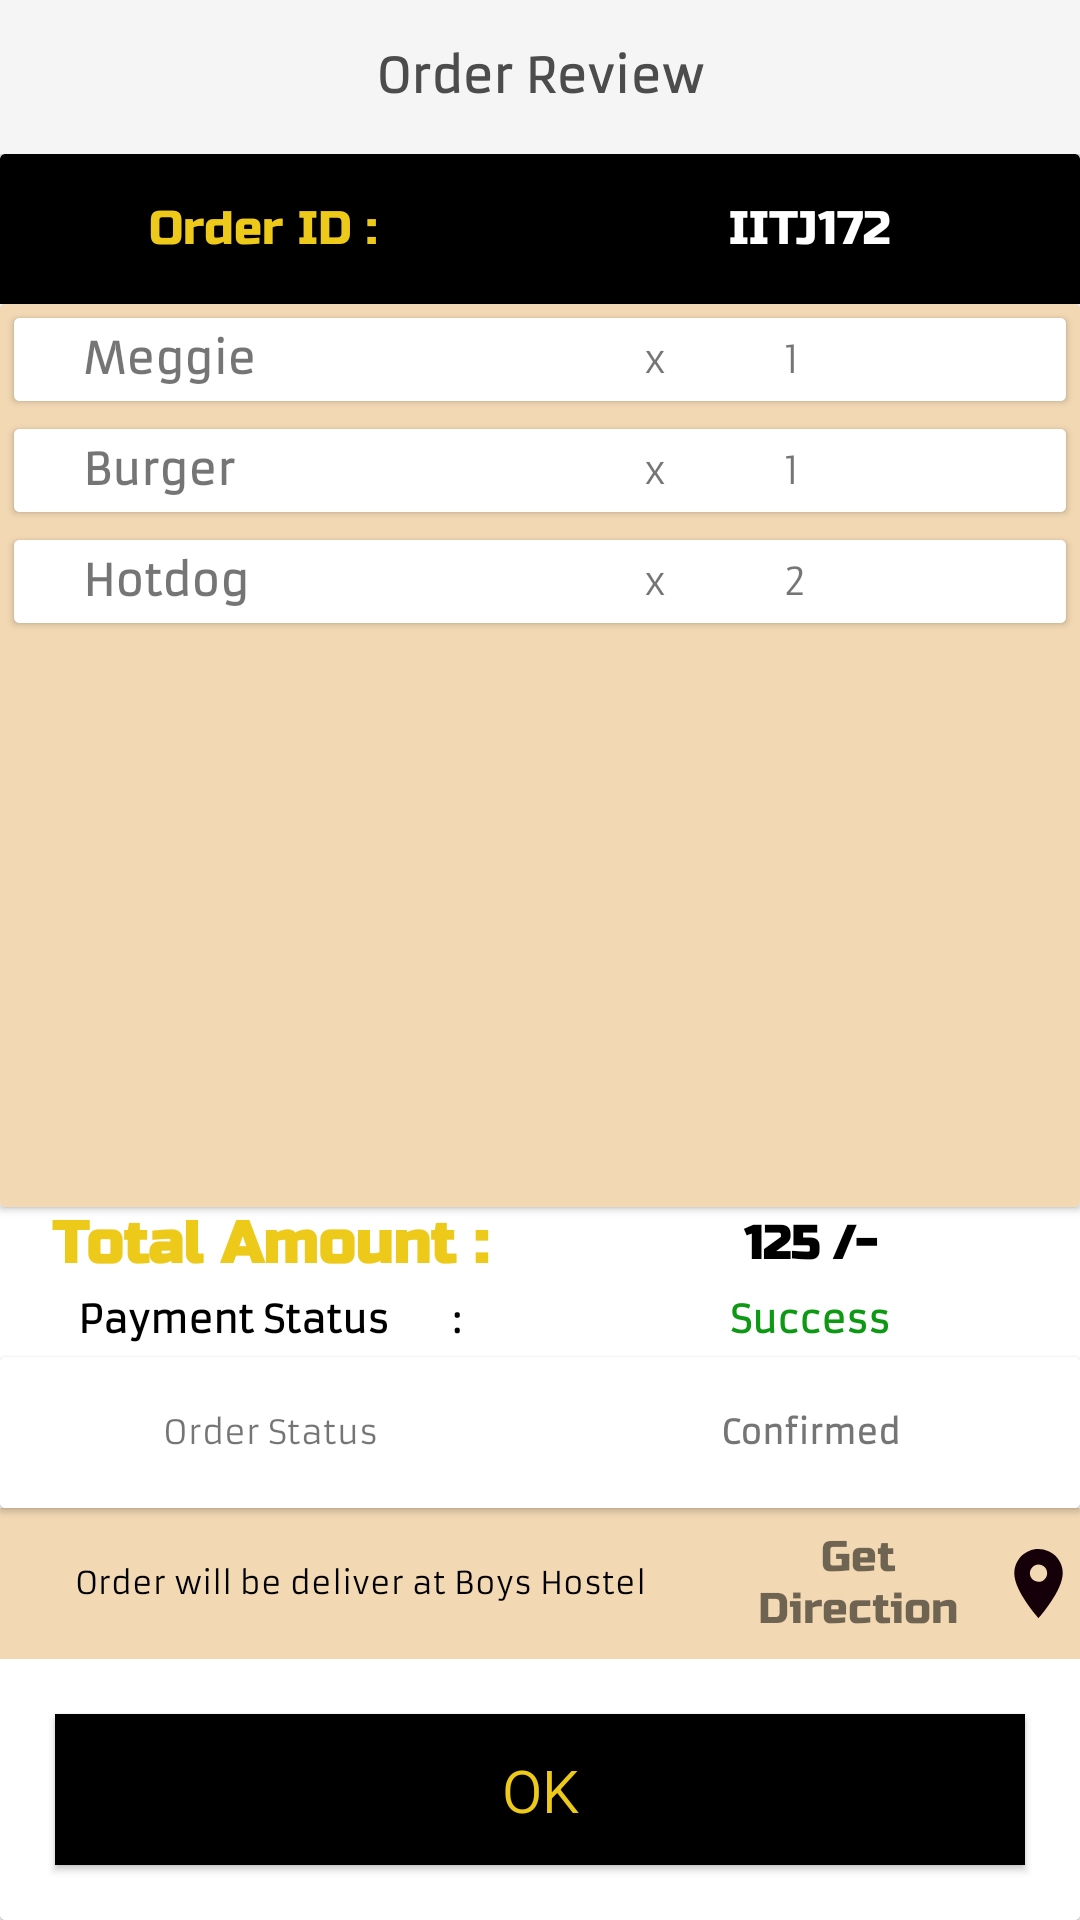 Order Review
Order ID : IITJ172
Meggie x 1
Burger x 1
Hotdog x 2
Total Amount : 125 /-
Payment Status : Success
Order Status Confirmed
Order will be deliver at Boys Hostel
Get
Direction
OK